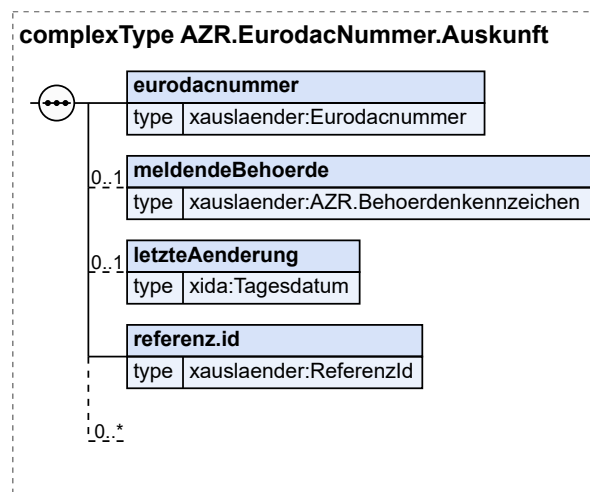 complexType AZR.EurodacNummer.Auskunft
eurodacnummer
type xauslaender:Eurodacnummer
0..1
meldendeBehoerde
type xauslaender:AZR.Behoerdenkennzeichen
0..1
letzteAenderung
type xida:Tagesdatum
referenz.id
type xauslaender:ReferenzId
0..*